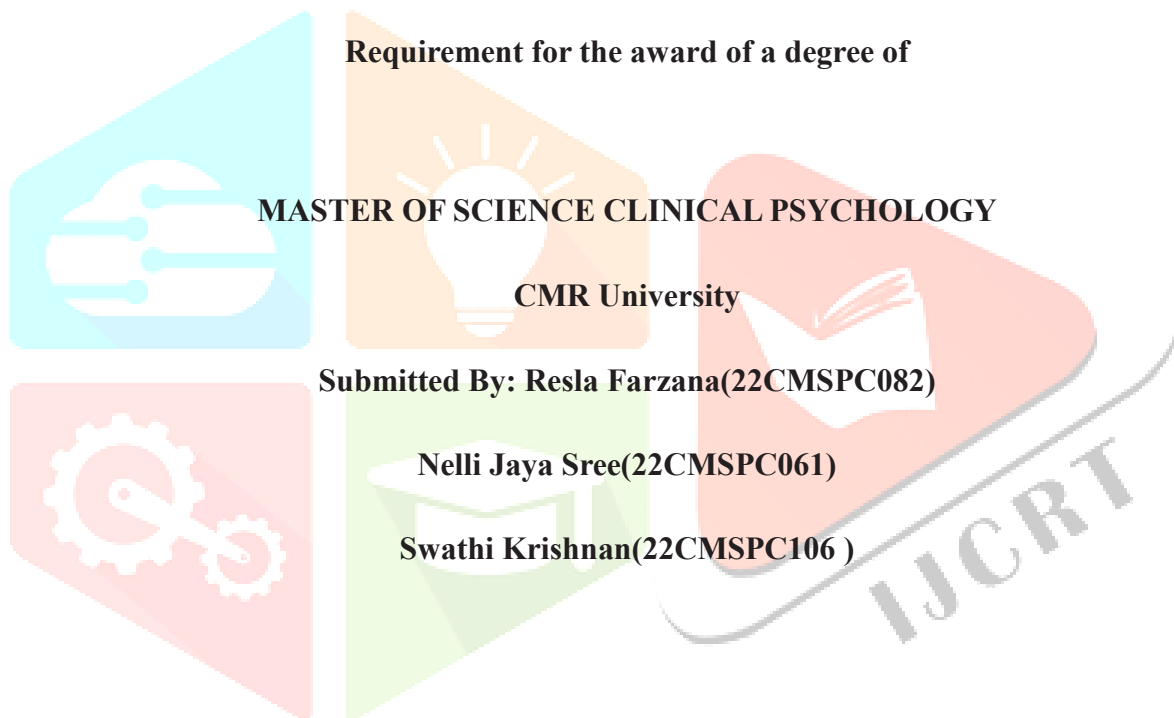 Requirement for the award of a degree of
MASTER OF SCIENCE CLINICAL PSYCHOLOGY
CMR University
Submitted By: Resla Farzana(22CMSPC082)
Nelli Jaya Sree(22CMSPC061)
Swathi Krishnan(22CMSPC106 )
IJCRT